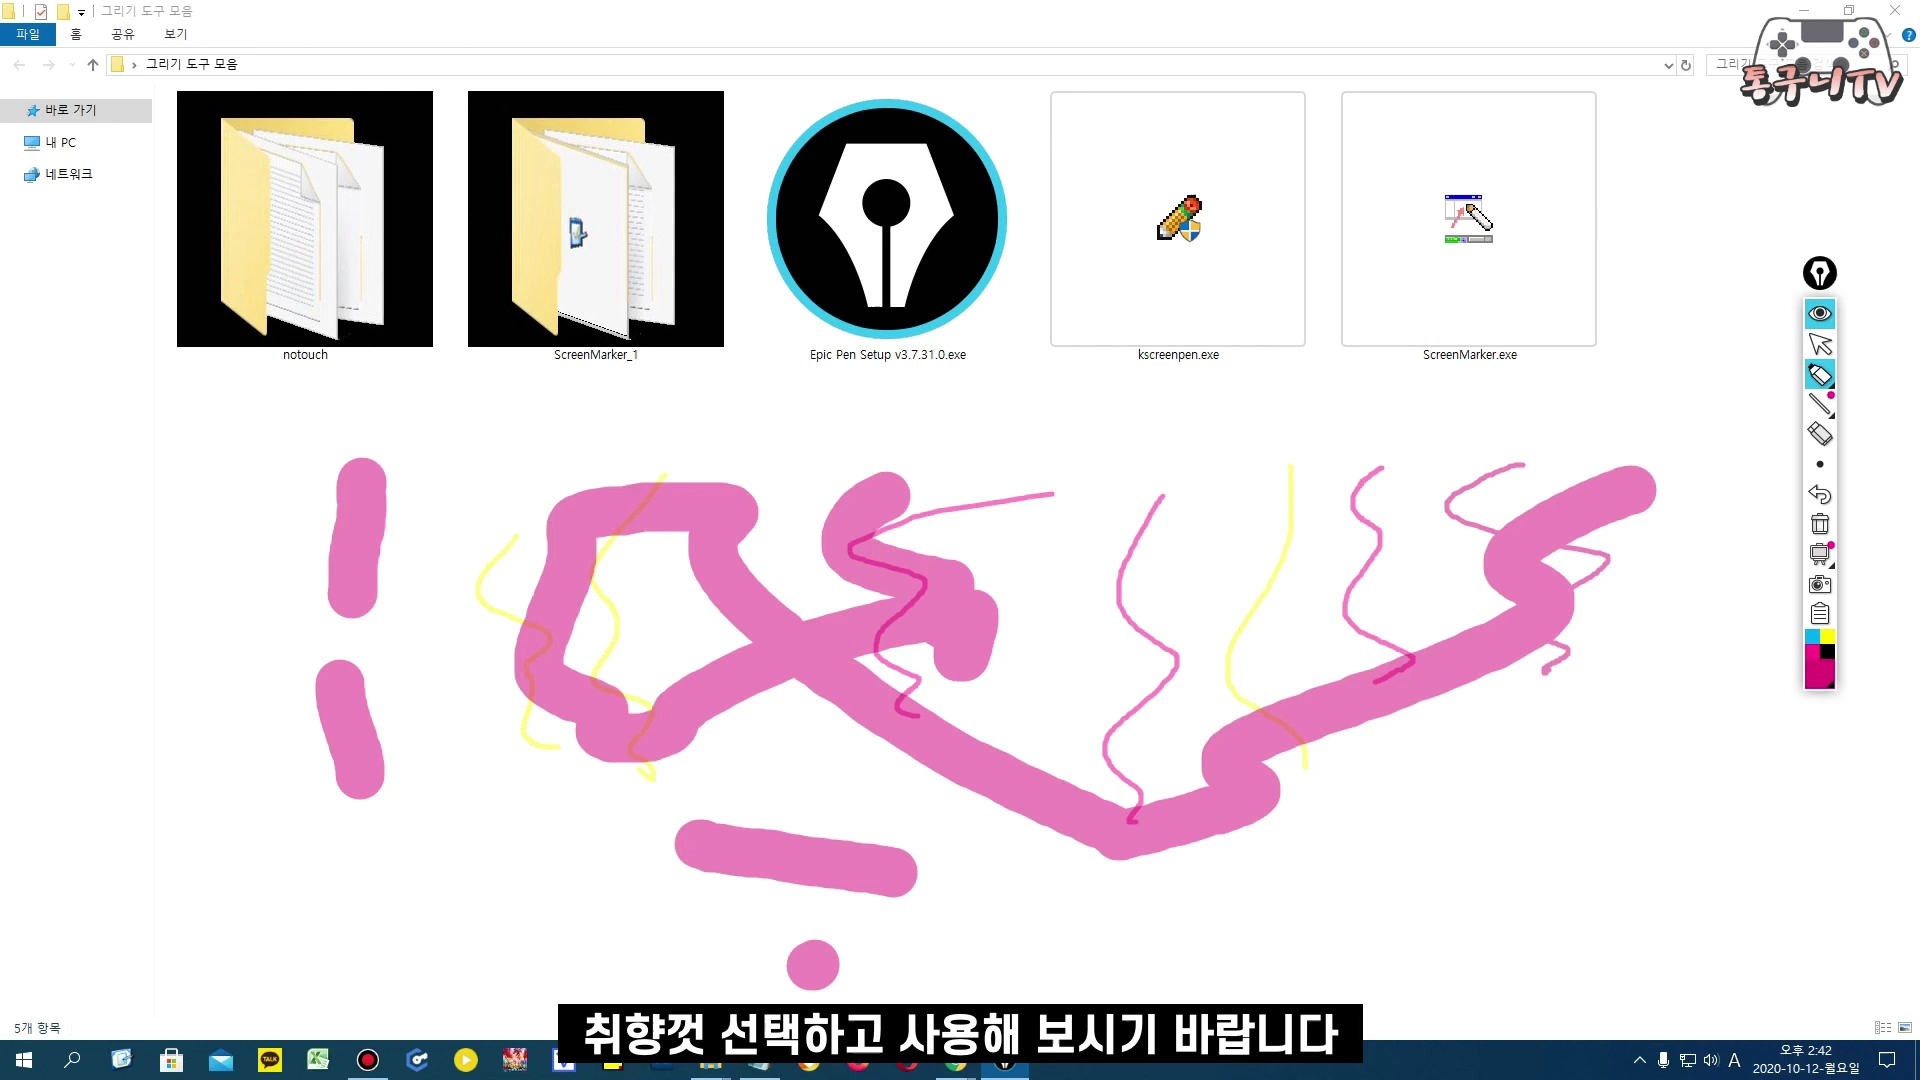 그리기 도구 모음
파일 홈 공유 보기
그리기 도구 모음
통구니TV
바로 가기
내 PC
네트워크
notouch
ScreenMarker_1
Epic Pen Setup v3.7.31.0.exe
kscreenpen.exe
ScreenMarker.exe
5개 항목
취향껏 선택하고 사용해 보시기 바랍니다
TALK
A
오후 2:42
2020-10-12-월요일